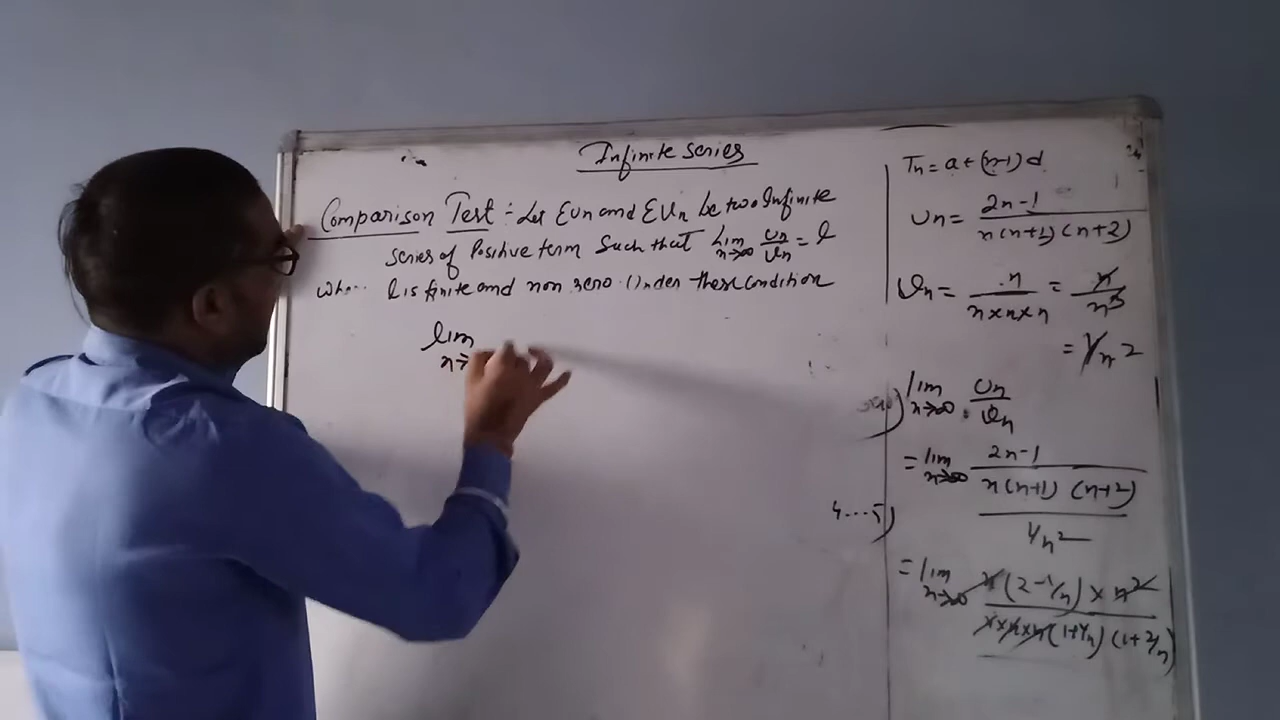 Infinite series
Comparison Test :- Let Σun and Σvn be two Infinite
series of Positive term Such that lim n→∞ un/vn = l
l is finite and non zero. Under these condition
lim
n→
Tn = a + (n-1) d
un = 2n-1 / n(n+1) (n+2)
vn = n / n×n×n = n / n3
= 1/n2
lim n→∞ un/vn
= lim n→∞ 2n-1 / n(n+1) (n+2) / 1/n2
= lim n→∞ n(2-1/n) × n2 / n×n×n(1+1/n) (1+2/n)